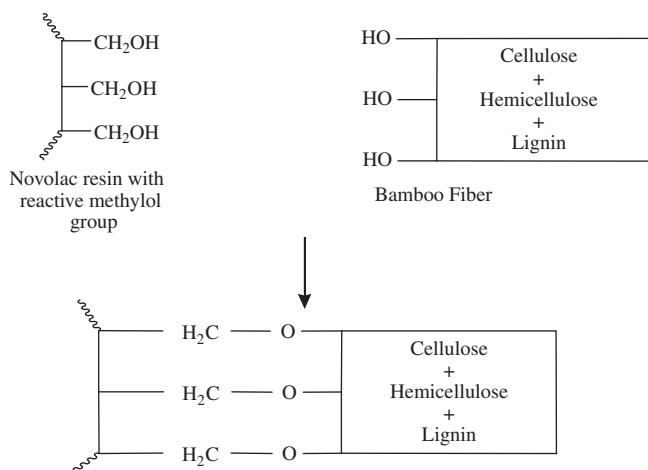 CH₂OH
CH₂OH
CH₂OH
Novolac resin with
reactive methylol
group
HO
HO
HO
Cellulose
+
Hemicellulose
+
Lignin
Bamboo Fiber
H₂C O
H₂C O
H₂C O
Cellulose
+
Hemicellulose
+
Lignin